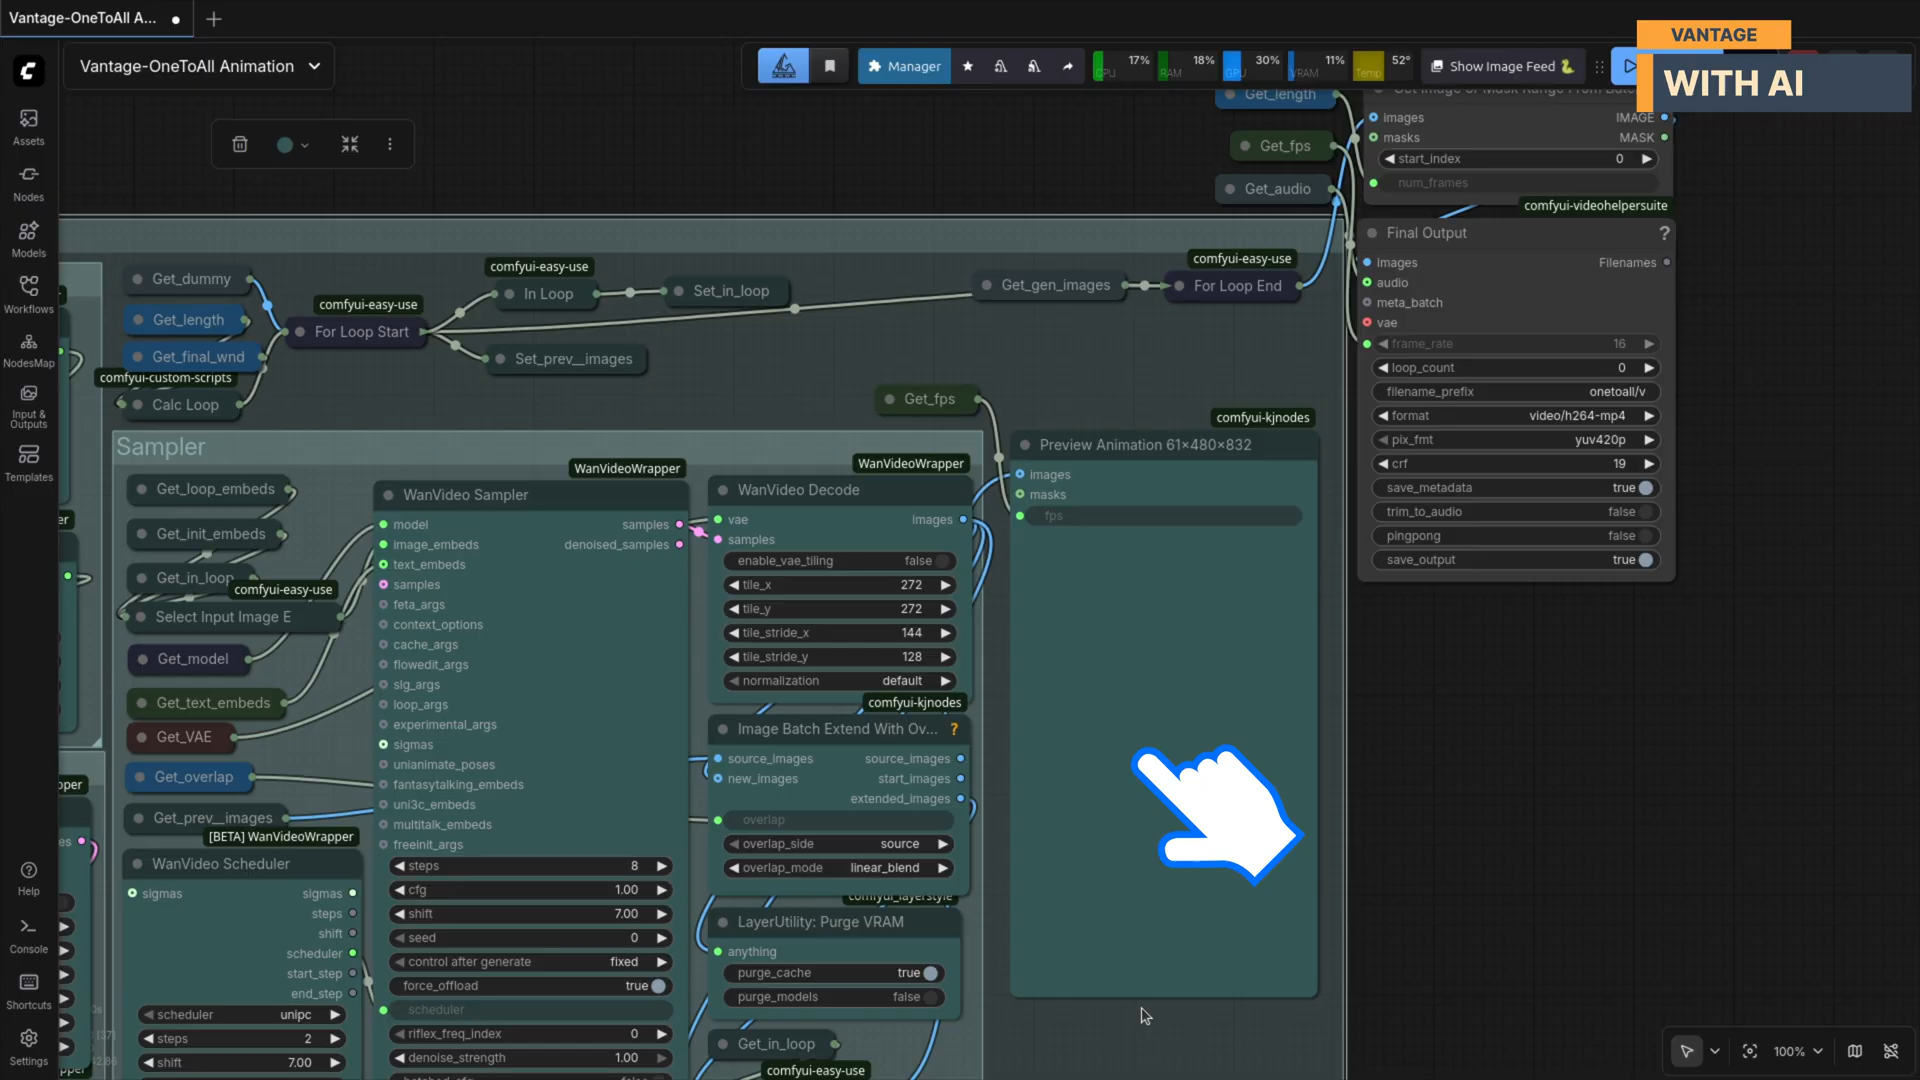 Vantage-OneToAll A...
VANTAGE
WITH AI
Vantage-OneToAll Animation
Manager
CPU 17%
RAM 18%
GPU 30%
VRAM 11%
Temp 52°
Show Image Feed
Assets
Nodes
Models
Workflows
NodesMap
Input & Outputs
Templates
Help
Console
Shortcuts
Settings
Get_length
Get_fps
Get_audio
images IMAGE
masks MASK
start_index 0
num_frames
comfyui-videohelpersuite
Final Output ?
images Filenames
audio
meta_batch
vae
frame_rate 16
loop_count 0
filename_prefix onetoall/v
format video/h264-mp4
pix_fmt yuv420p
crf 19
save_metadata true
trim_to_audio false
pingpong false
save_output true
Get_dummy
Get_length
Get_final_wnd
comfyui-custom-scripts
Calc Loop
comfyui-easy-use
For Loop Start
comfyui-easy-use
In Loop
Set_in_loop
Set_prev__images
Get_gen_images
comfyui-easy-use
For Loop End
Get_fps
comfyui-kjnodes
Preview Animation 61×480×832
images
masks
fps
Sampler
Get_loop_embeds
Get_init_embeds
Get_in_loop
comfyui-easy-use
Select Input Image E
Get_model
Get_text_embeds
Get_VAE
Get_overlap
Get_prev__images
[BETA] WanVideoWrapper
WanVideo Scheduler
sigmas sigmas
steps
shift
scheduler
start_step
end_step
scheduler unipc
steps 2
shift 7.00
WanVideoWrapper
WanVideo Sampler
model samples
image_embeds denoised_samples
text_embeds
samples
feta_args
context_options
cache_args
flowedit_args
slg_args
loop_args
experimental_args
sigmas
unianimate_poses
fantasytalking_embeds
uni3c_embeds
multitalk_embeds
freeinit_args
steps 8
cfg 1.00
shift 7.00
seed 0
control after generate fixed
force_offload true
scheduler
riflex_freq_index 0
denoise_strength 1.00
WanVideoWrapper
WanVideo Decode
vae images
samples
enable_vae_tiling false
tile_x 272
tile_y 272
tile_stride_x 144
tile_stride_y 128
normalization default
comfyui-kjnodes
Image Batch Extend With Ov... ?
source_images source_images
new_images start_images
extended_images
overlap
overlap_side source
overlap_mode linear_blend
comfyui_layerstyle
LayerUtility: Purge VRAM
anything
purge_cache true
purge_models false
Get_in_loop
comfyui-easy-use
100%